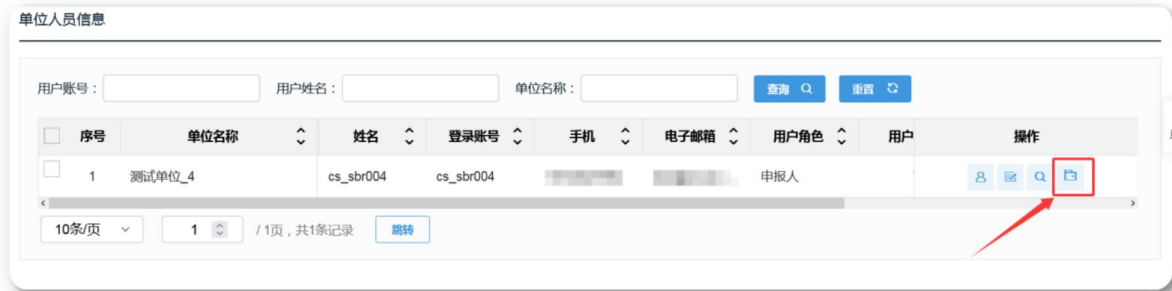 单位人员信息
用户账号： 用户姓名： 单位名称： 查询 重置
序号 单位名称 姓名 登录账号 手机 电子邮箱 用户角色 用户 操作
1 测试单位_4 cs_sbr004 cs_sbr004 申报人
10条/页 1 / 1页，共1条记录 跳转